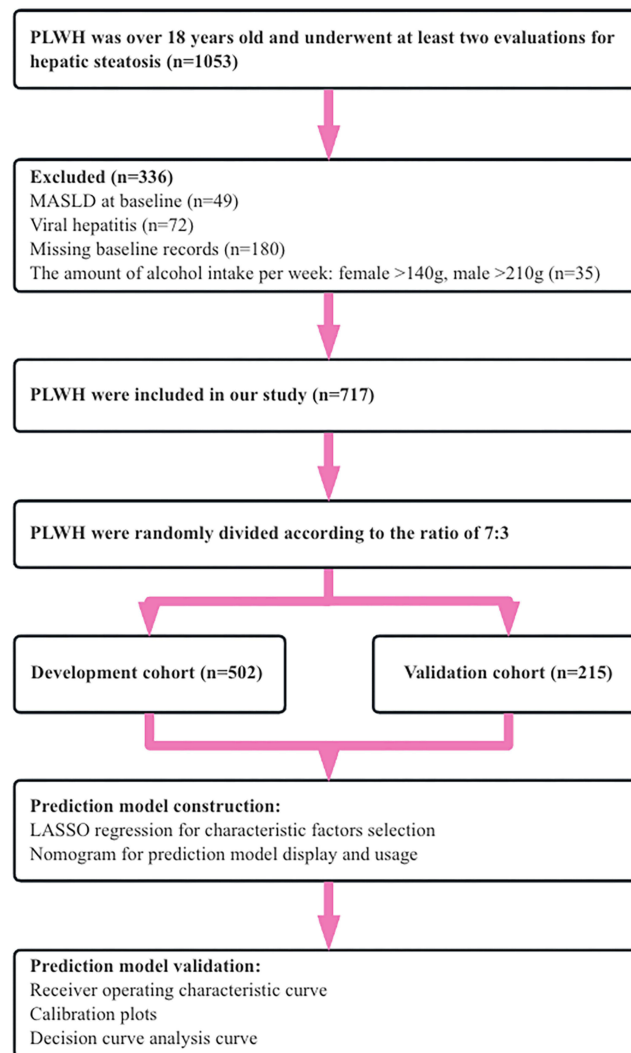 PLWH was over 18 years old and underwent at least two evaluations for
hepatic steatosis (n=1053)
Excluded (n=336)
MASLD at baseline (n=49)
Viral hepatitis (n=72)
Missing baseline records (n=180)
The amount of alcohol intake per week: female >140g, male >210g (n=35)
PLWH were included in our study (n=717)
PLWH were randomly divided according to the ratio of 7:3
Development cohort (n=502)
Validation cohort (n=215)
Prediction model construction:
LASSO regression for characteristic factors selection
Nomogram for prediction model display and usage
Prediction model validation:
Receiver operating characteristic curve
Calibration plots
Decision curve analysis curve